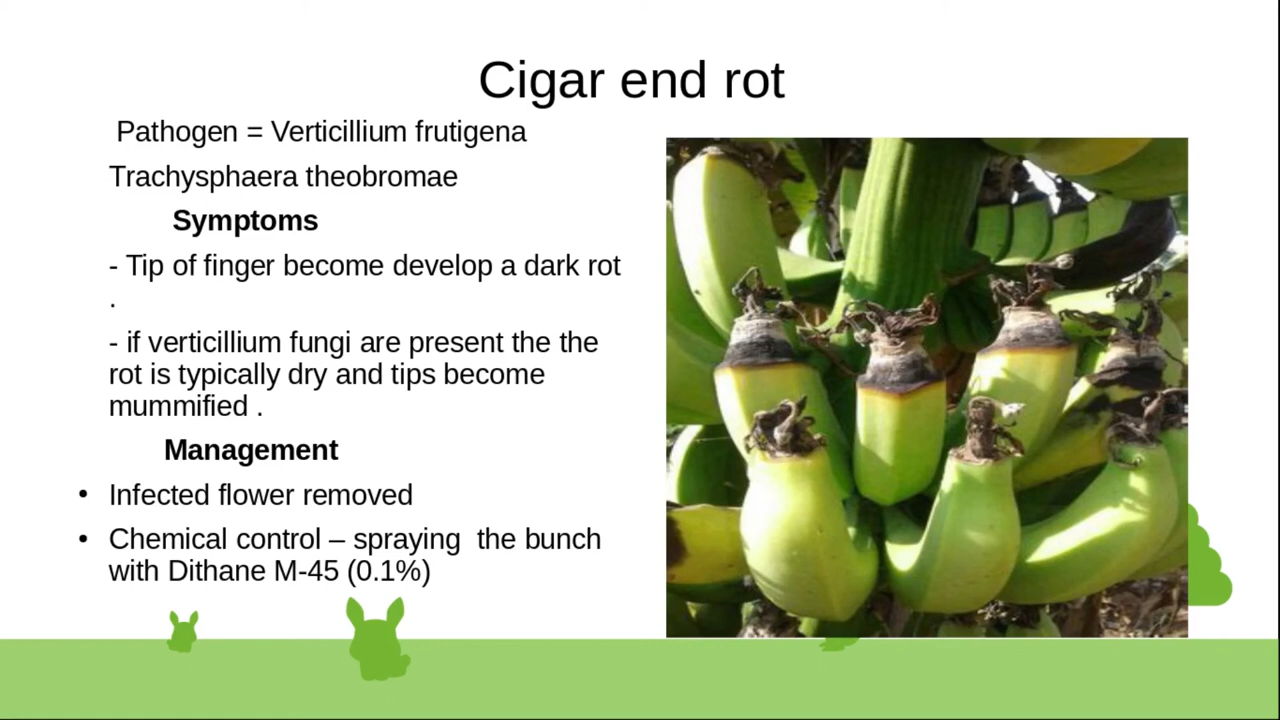 Cigar end rot
Pathogen = Verticillium frutigena
Trachysphaera theobromae
Symptoms
- Tip of finger become develop a dark rot
.
- if verticillium fungi are present the the
rot is typically dry and tips become
mummified .
Management
• Infected flower removed
• Chemical control – spraying  the bunch
with Dithane M-45 (0.1%)